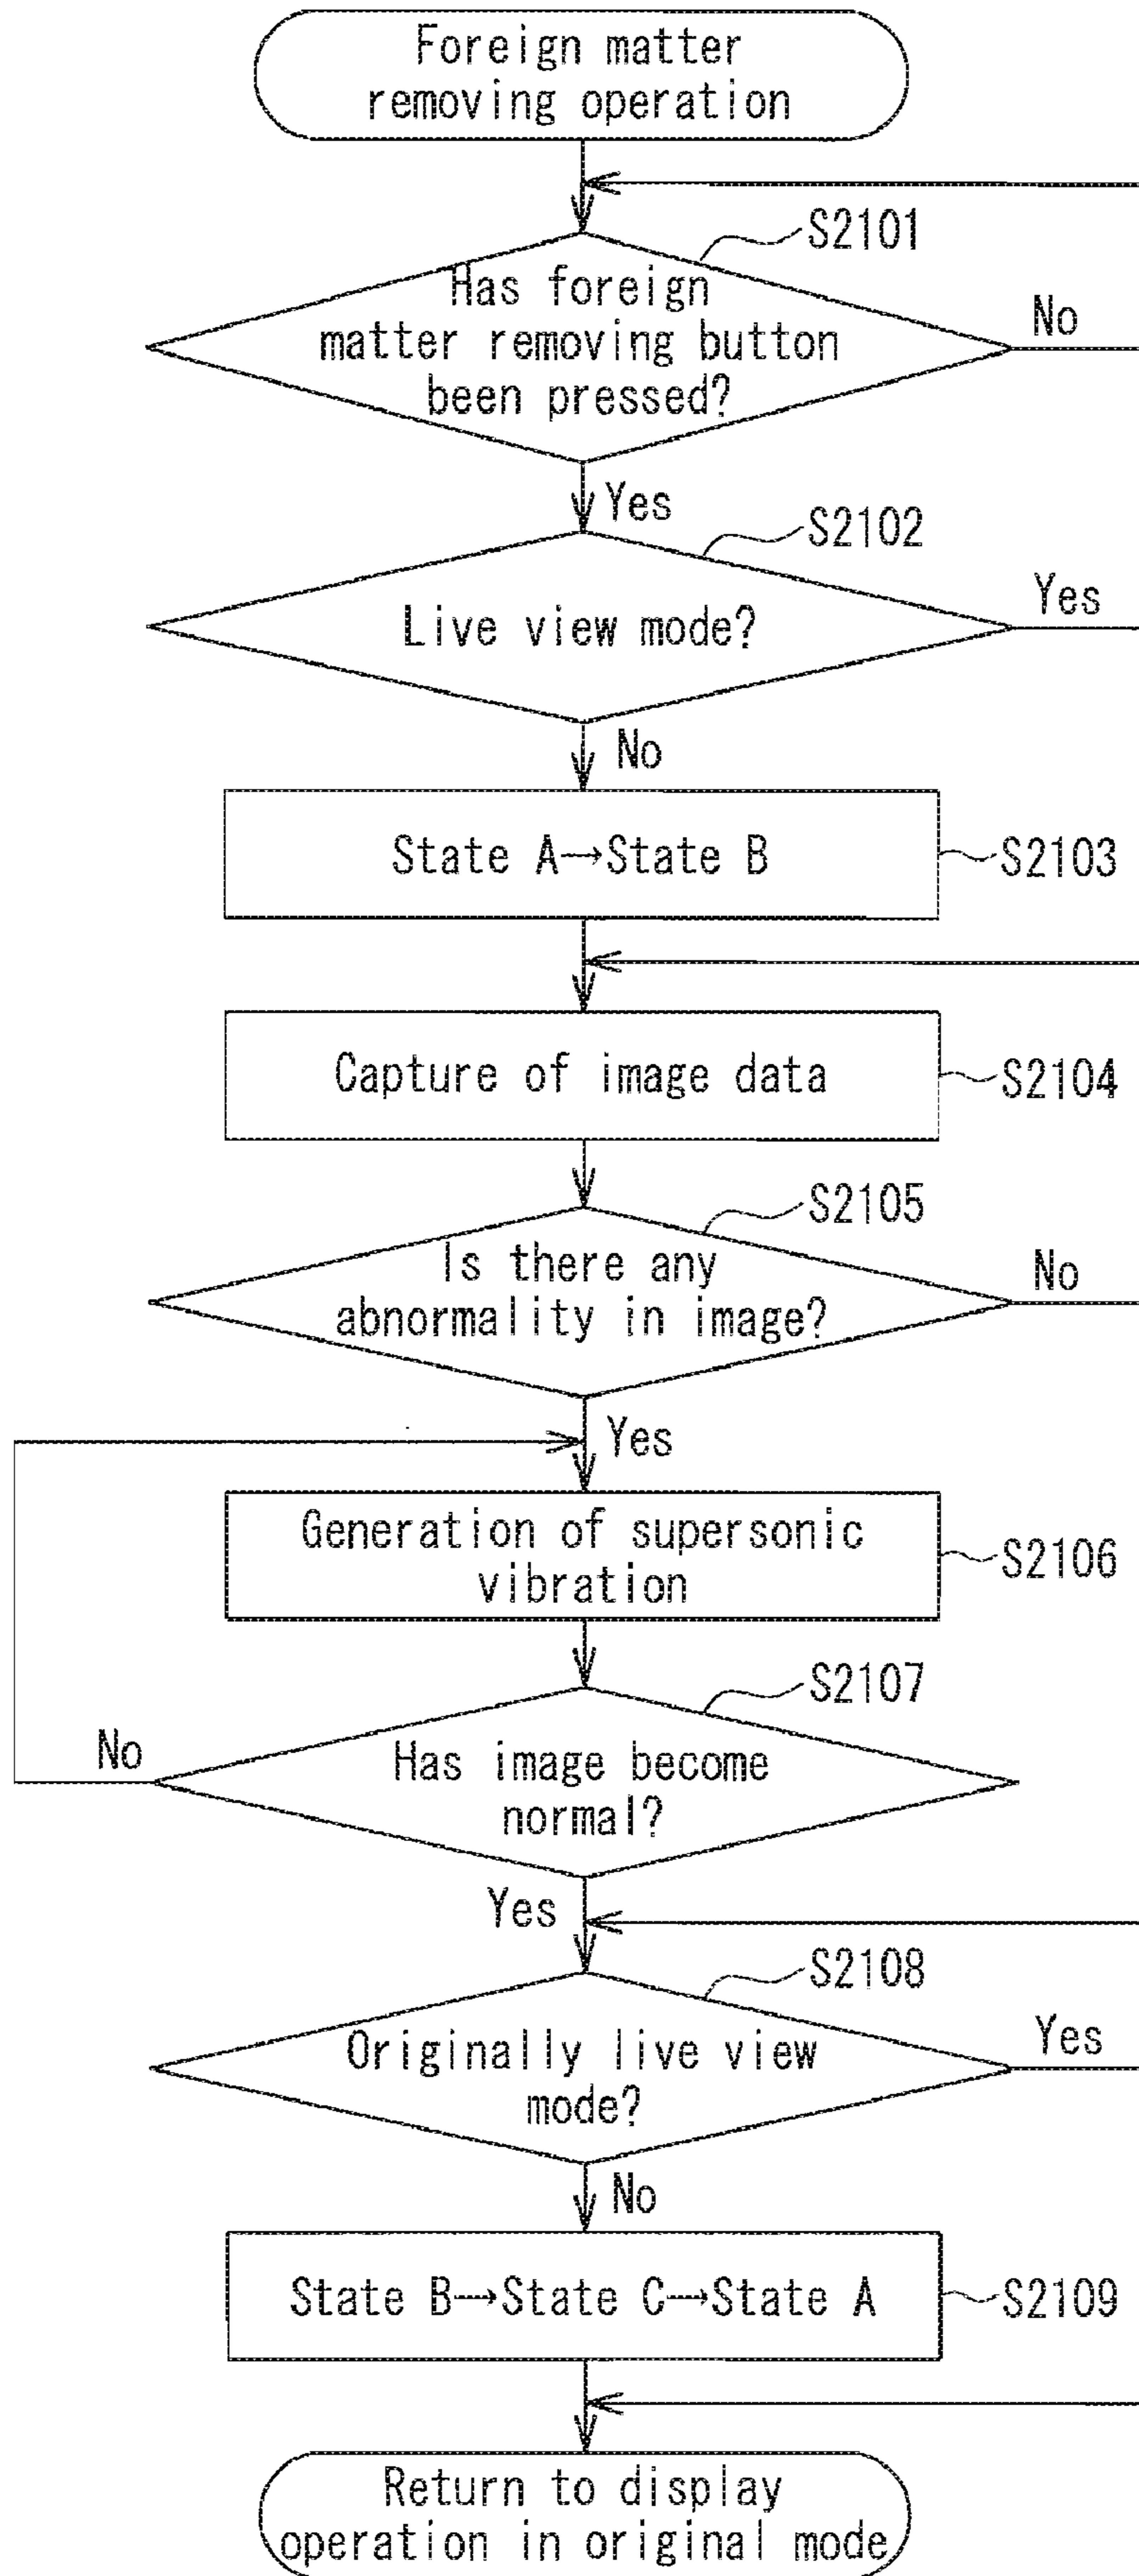 Foreign matter
removing operation
S2101
Has foreign
matter removing button
been pressed?
No
Yes
S2102
Live view mode?
Yes
No
State A→State B
S2103
Capture of image data
S2104
S2105
Is there any
abnormality in image?
No
Yes
Generation of supersonic
vibration
S2106
S2107
Has image become
normal?
No
Yes
S2108
Originally live view
mode?
Yes
No
State B→State C→State A
S2109
Return to display
operation in original mode